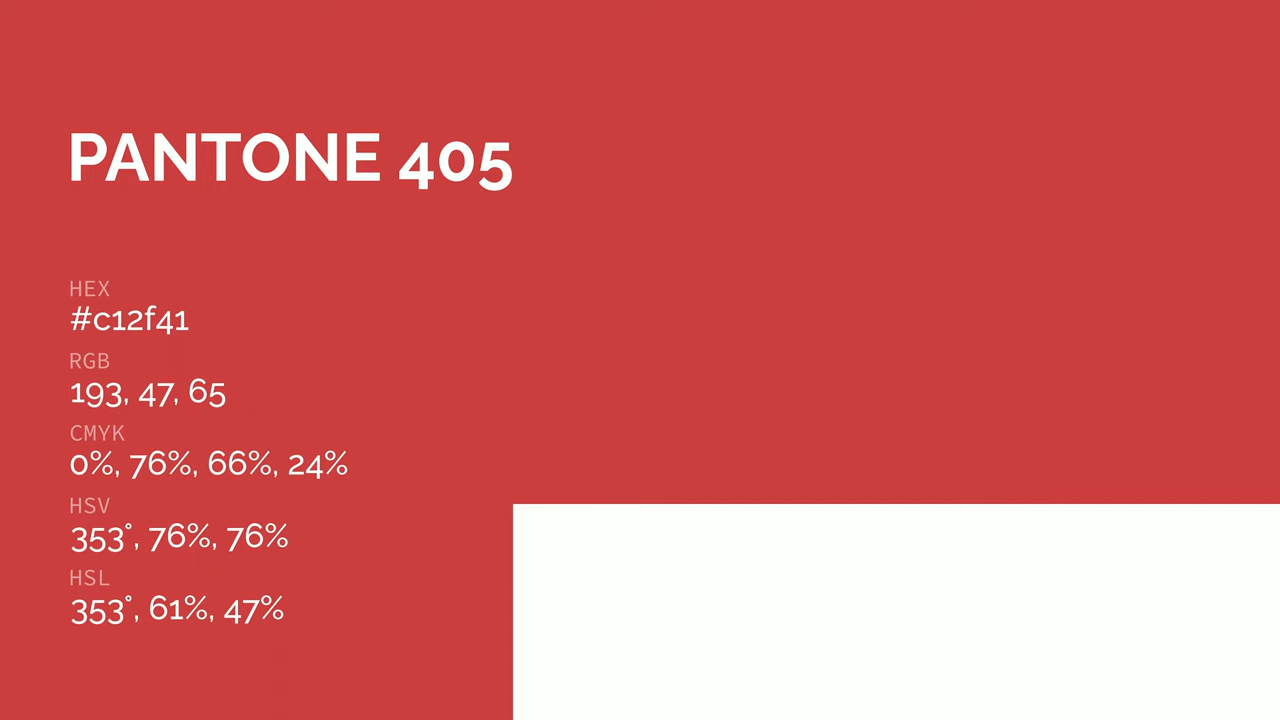 PANTONE 405
HEX
#c12f41
RGB
193, 47, 65
CMYK
0%, 76%, 66%, 24%
HSV
353°, 76%, 76%
HSL
353°, 61%, 47%